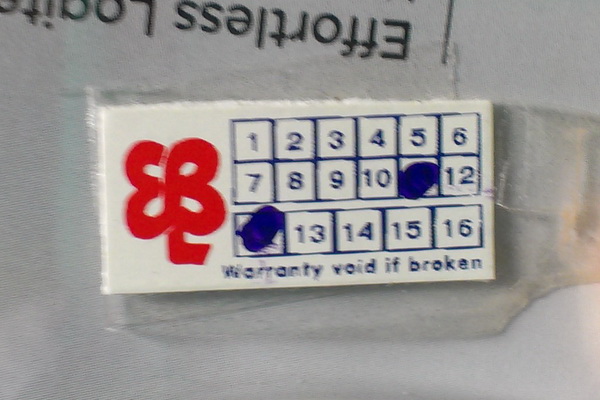 Effortless Logite
1 2 3 4 5 6
7 8 9 10 12
13 14 15 16
Warranty void if broken